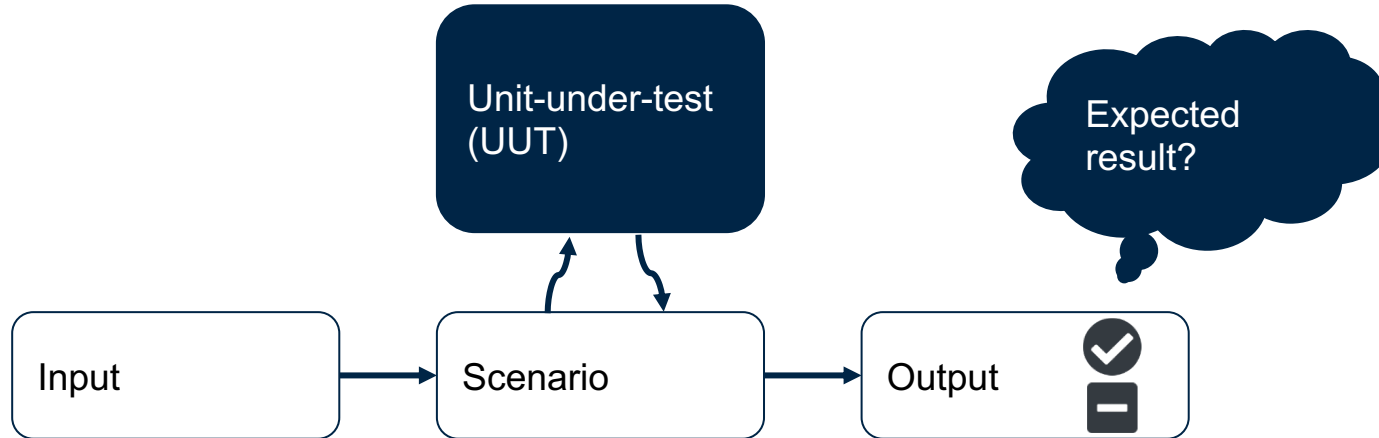 Unit-under-test
(UUT)
Expected
result?
Input
Scenario
Output